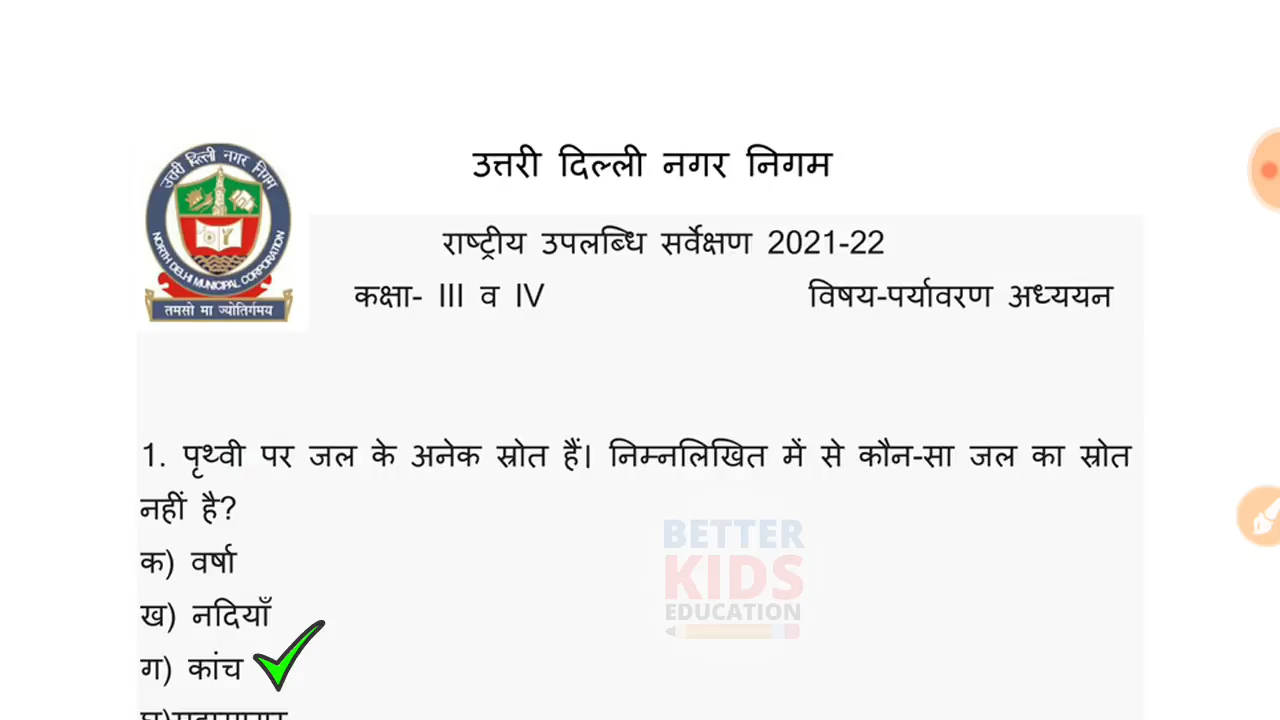 उत्तरी दिल्ली नगर निगम
उत्तरी दिल्ली नगर निगम
NORTH DELHI MUNICIPAL CORPORATION
तमसो मा ज्योतिर्गमय
राष्ट्रीय उपलब्धि सर्वेक्षण 2021-22
कक्षा- III व IV विषय-पर्यावरण अध्ययन
1. पृथ्वी पर जल के अनेक स्रोत हैं। निम्नलिखित में से कौन-सा जल का स्रोत
नहीं है?
क) वर्षा
ख) नदियाँ
ग) कांच
BETTER
KIDS
EDUCATION